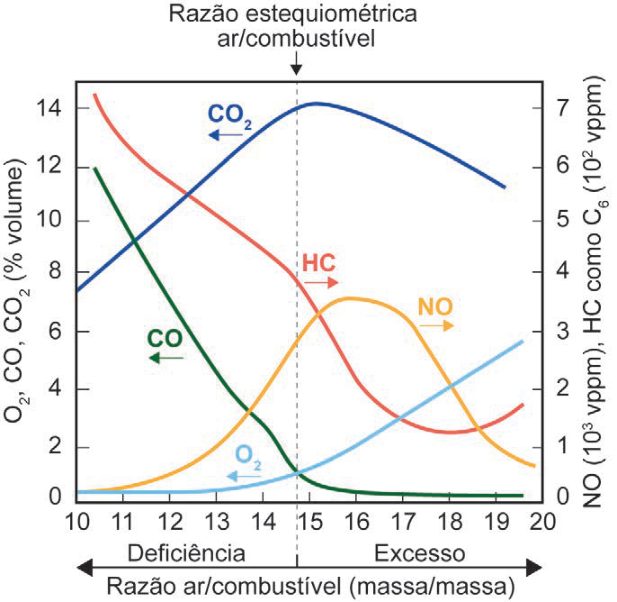 Razão estequiométrica
ar/combustível
O₂, CO, CO₂ (% volume)
14
12
10
8
6
4
2
0
CO₂
HC
NO
CO
O₂
7
6
5
4
3
2
1
0
NO (10³ vppm), HC como C₆ (10² vppm)
10 11 12 13 14 15 16 17 18 19 20
Deficiência Excesso
Razão ar/combustível (massa/massa)